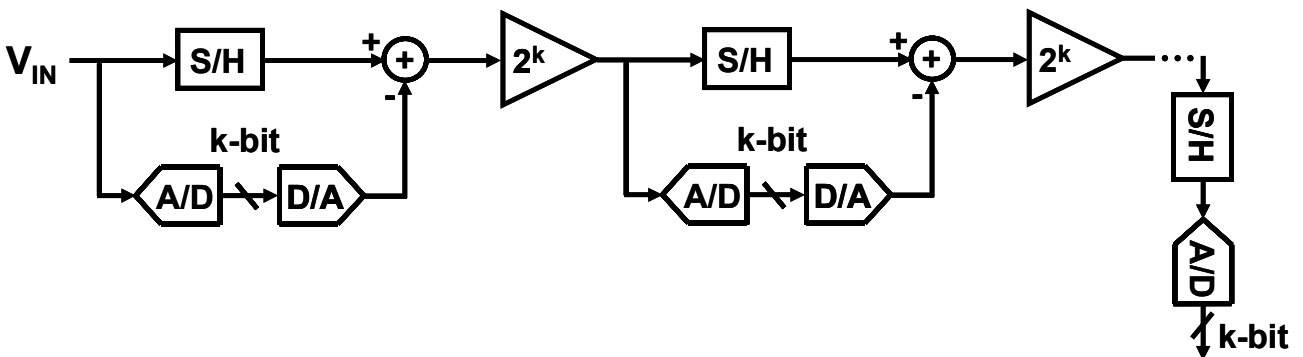 V_IN
S/H
+
+
-
2^k
k-bit
A/D
D/A
S/H
+
+
-
2^k
k-bit
A/D
D/A
S/H
A/D
k-bit